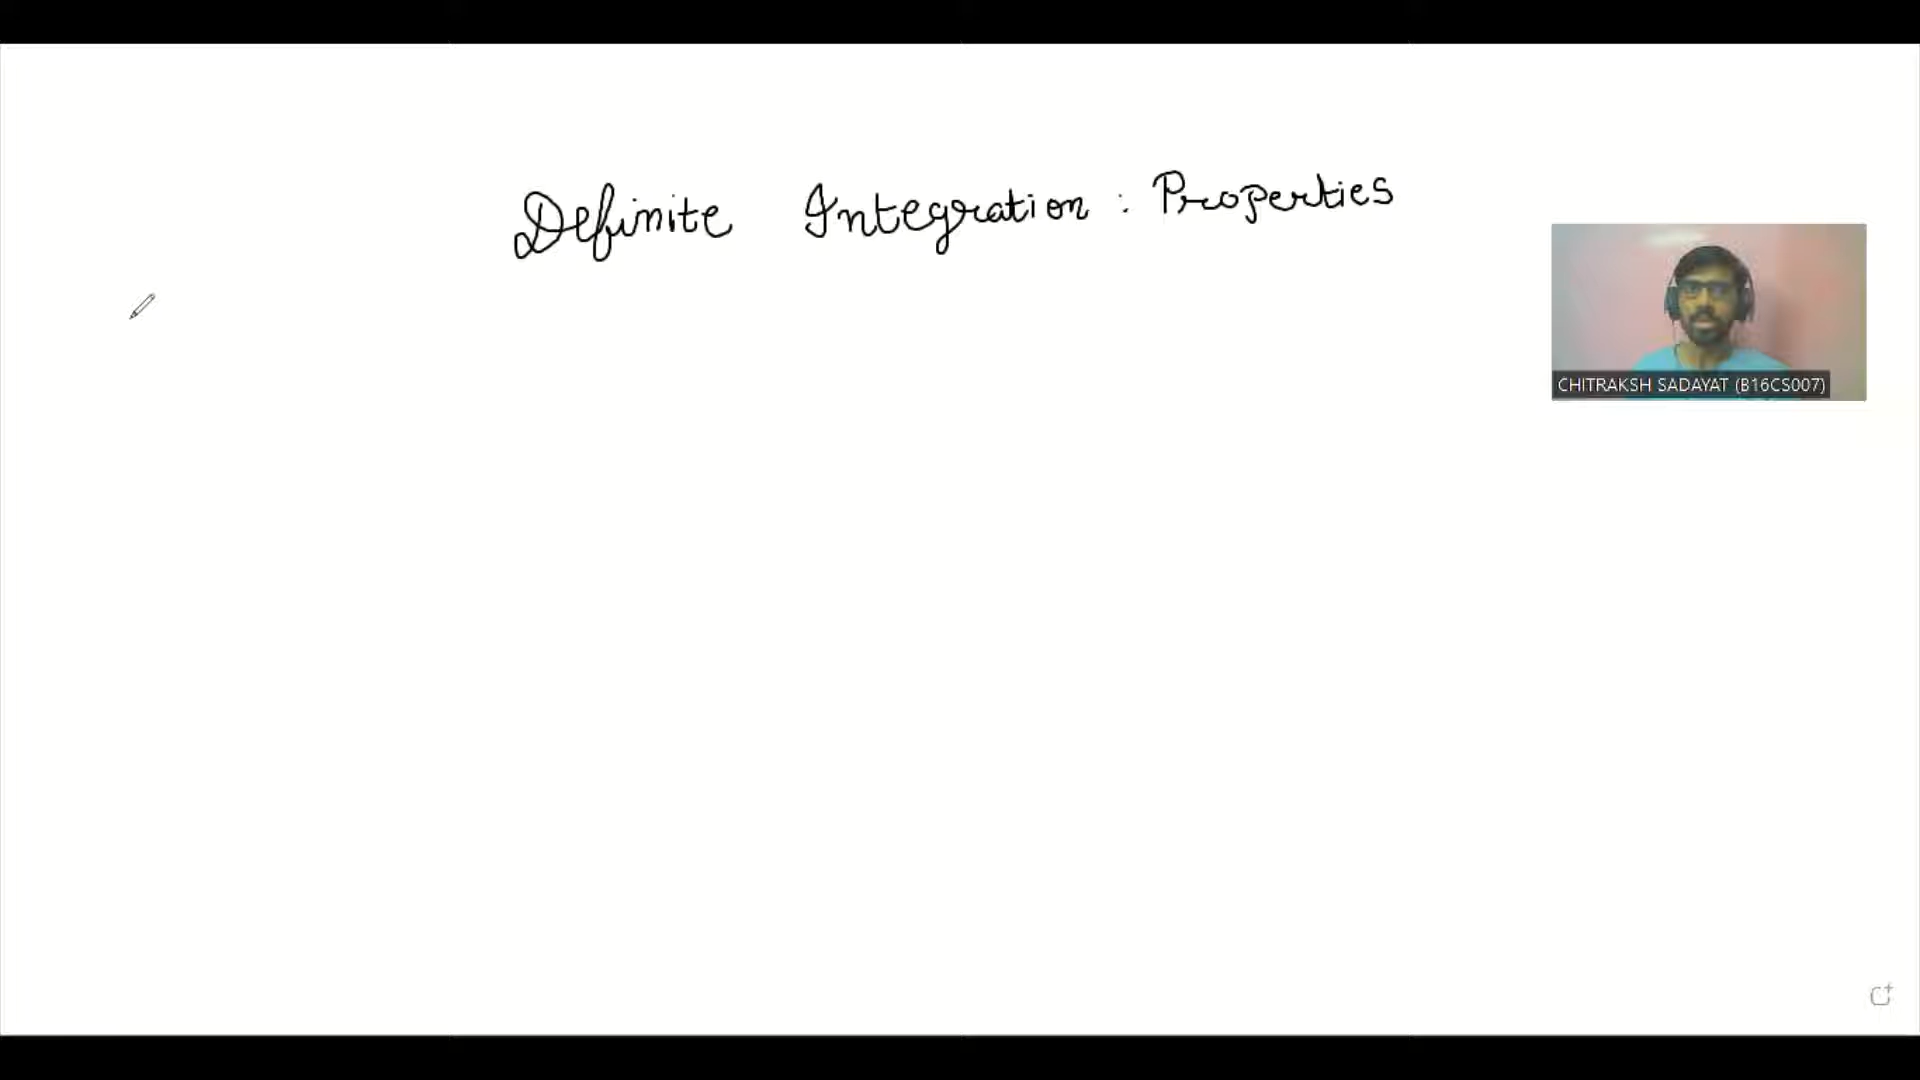 Definite Integration : Properties
CHITRAKSH SADAYAT (B16CS007)